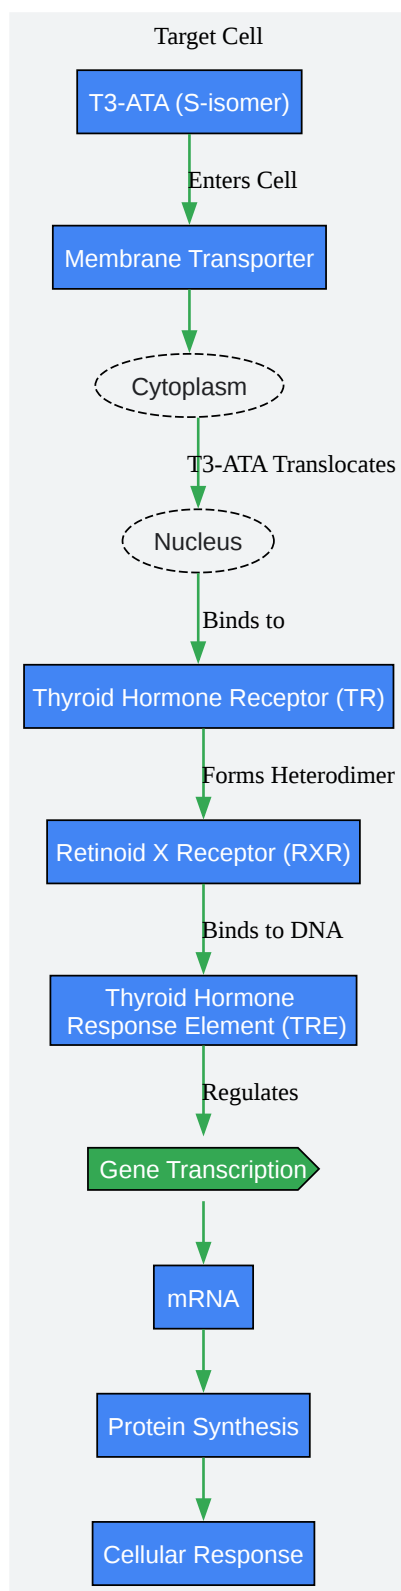 Target Cell
T3-ATA (S-isomer)
Enters Cell
Membrane Transporter
Cytoplasm
T3-ATA Translocates
Nucleus
Binds to
Thyroid Hormone Receptor (TR)
Forms Heterodimer
Retinoid X Receptor (RXR)
Binds to DNA
Thyroid Hormone
Response Element (TRE)
Regulates
Gene Transcription
mRNA
Protein Synthesis
Cellular Response